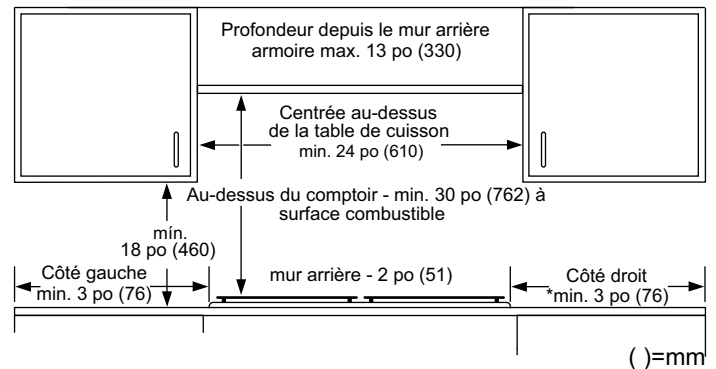 Profondeur depuis le mur arrière
armoire max. 13 po (330)
Centrée au-dessus
de la table de cuisson
min. 24 po (610)
Au-dessus du comptoir - min. 30 po (762) à
surface combustible
mín.
18 po (460)
Côté gauche
min. 3 po (76)
mur arrière - 2 po (51)
Côté droit
*min. 3 po (76)
( )=mm